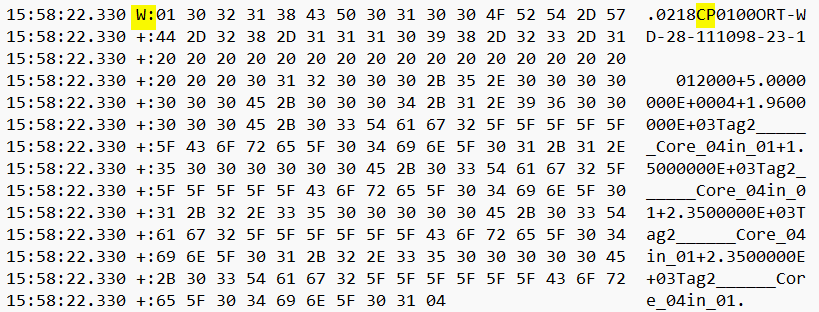 15:58:22.330 W:01 30 32 31 38 43 50 30 31 30 30 4F 52 54 2D 57 .0218CP0100ORT-W
15:58:22.330 +:44 2D 32 38 2D 31 31 31 30 39 38 2D 32 33 2D 31 D-28-111098-23-1
15:58:22.330 +:20 20 20 20 20 20 20 20 20 20 20 20 20 20 20 20
15:58:22.330 +:20 20 20 30 31 32 30 30 30 2B 35 2E 30 30 30 30    012000+5.0000
15:58:22.330 +:30 30 30 45 2B 30 30 30 34 2B 31 2E 39 36 30 30 000E+0004+1.9600
15:58:22.330 +:30 30 30 45 2B 30 33 54 61 67 32 5F 5F 5F 5F 5F 000E+03Tag2_____
15:58:22.330 +:5F 43 6F 72 65 5F 30 34 69 6E 5F 30 31 2B 31 2E _Core_04in_01+1.
15:58:22.330 +:35 30 30 30 30 30 30 45 2B 30 33 54 61 67 32 5F 5000000E+03Tag2_
15:58:22.330 +:5F 5F 5F 5F 5F 43 6F 72 65 5F 30 34 69 6E 5F 30 _____Core_04in_0
15:58:22.330 +:31 2B 32 2E 33 35 30 30 30 30 30 45 2B 30 33 54 1+2.3500000E+03T
15:58:22.330 +:61 67 32 5F 5F 5F 5F 5F 5F 43 6F 72 65 5F 30 34 ag2______Core_04
15:58:22.330 +:69 6E 5F 30 31 2B 32 2E 33 35 30 30 30 30 30 45 in_01+2.3500000E
15:58:22.330 +:2B 30 33 54 61 67 32 5F 5F 5F 5F 5F 5F 43 6F 72 +03Tag2______Cor
15:58:22.330 +:65 5F 30 34 69 6E 5F 30 31 04 e_04in_01.